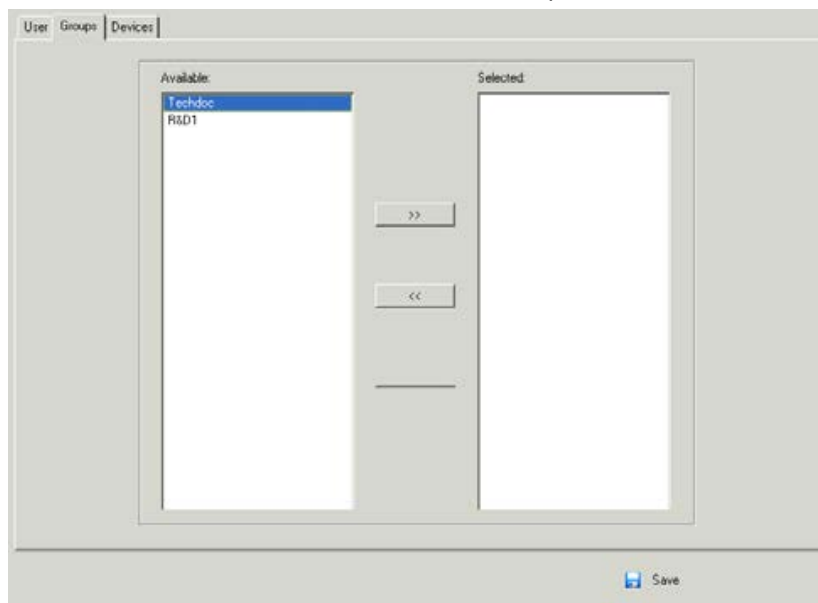 User Groups Devices
Available: Selected:
Techdoc
R&D1
>>
<<
Save